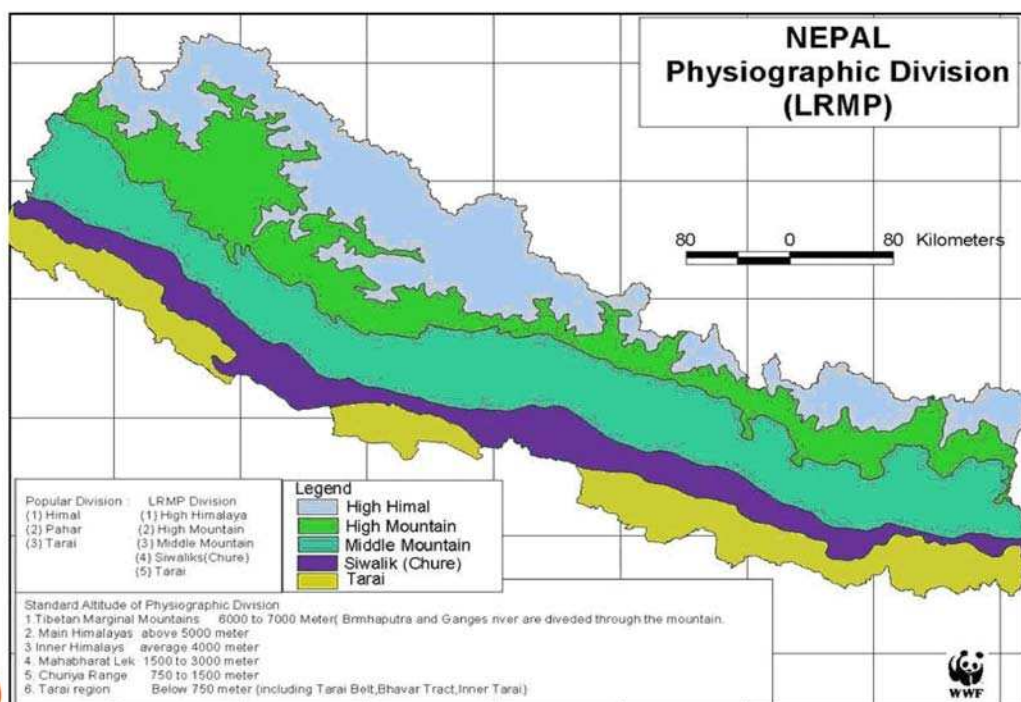 NEPAL
Physiographic Division
(LRMP)
80 0 80 Kilometers
Popular Division : LRMP Division
(1) Himal (1) High Himalaya
(2) Pahar (2) High Mountain
(3) Tarai (3) Middle Mountain
(4) Siwaliks(Chure)
(5) Tarai
Legend
High Himal
High Mountain
Middle Mountain
Siwalik (Chure)
Tarai
Standard Altitude of Physiographic Division
1.Tibetan Marginal Mountains 6000 to 7000 Meter( Brmhaputra and Ganges river are diveded through the mountain.
2. Main Himalayas above 5000 meter
3 Inner Himalays average 4000 meter
4. Mahabharat Lek 1500 to 3000 meter
5. Churiya Range 750 to 1500 meter
6. Tarai region Below 750 meter (including Tarai Belt,Bhavar Tract,Inner Tarai)
WWF